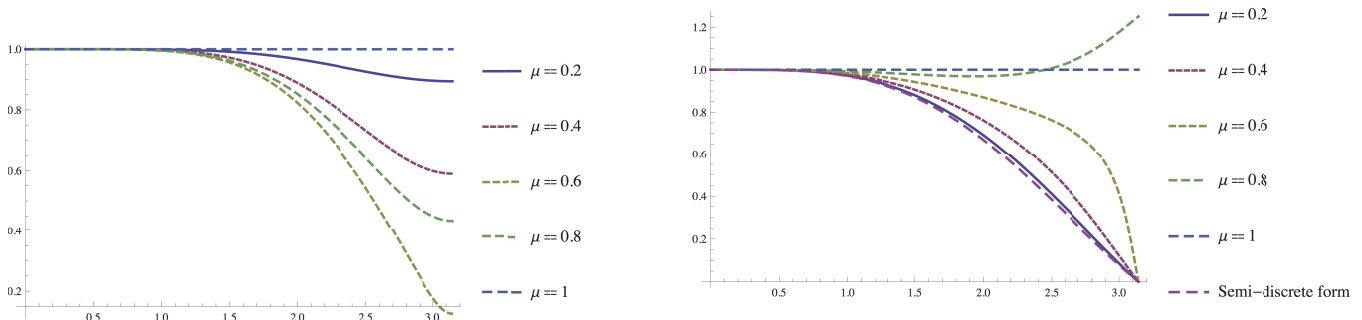 1.0
0.8
0.6
0.4
0.2
0.5 1.0 1.5 2.0 2.5 3.0
μ == 0.2
μ == 0.4
μ == 0.6
μ == 0.8
μ == 1
1.2
1.0
0.8
0.6
0.4
0.2
0.5 1.0 1.5 2.0 2.5 3.0
μ == 0.2
μ == 0.4
μ == 0.6
μ == 0.8
μ == 1
Semi-discrete form